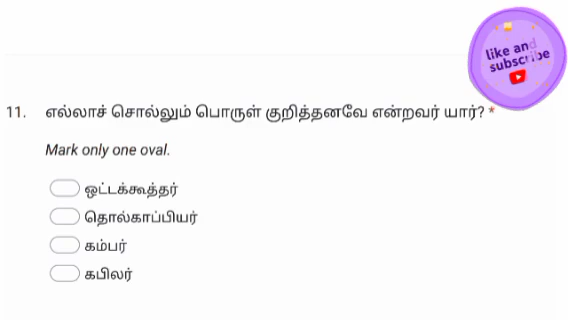 like and
subscribe
11. எல்லாச் சொல்லும் பொருள் குறித்தனவே என்றவர் யார்? *
Mark only one oval.
ஒட்டக்கூத்தர்
தொல்காப்பியர்
கம்பர்
கபிலர்